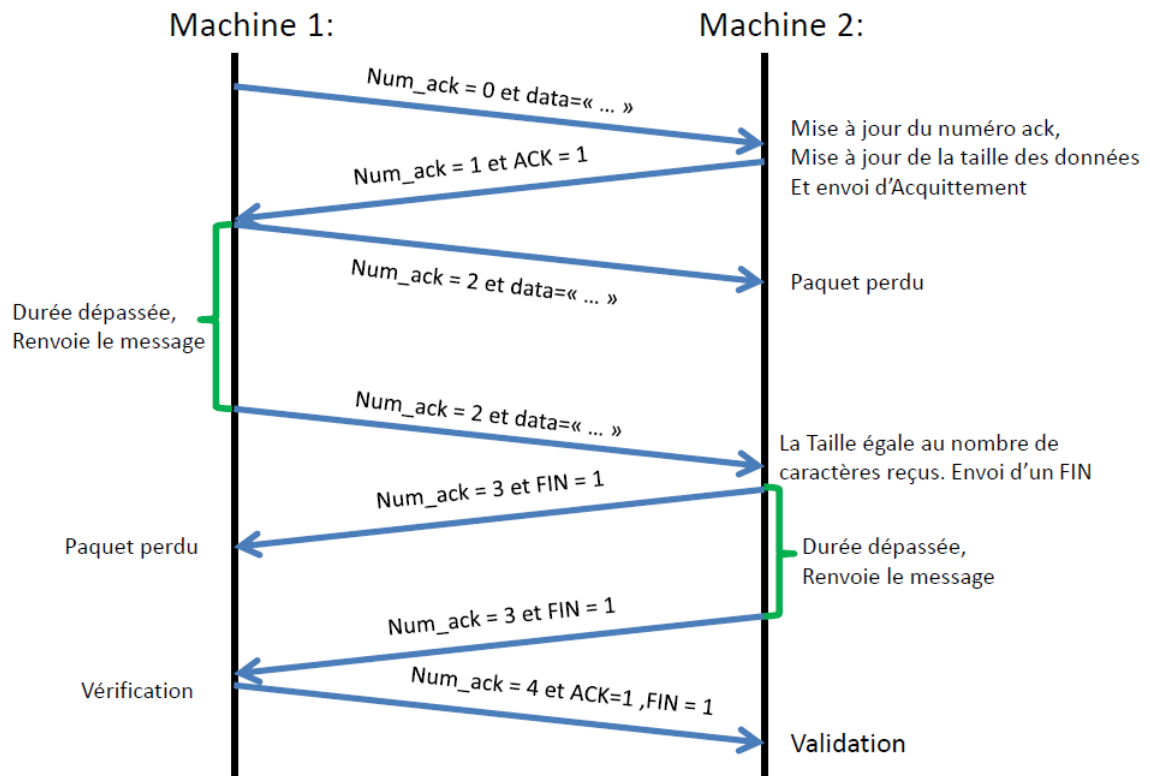 Machine 1:
Machine 2:
Num_ack = 0 et data=« ... »
Mise à jour du numéro ack,
Mise à jour de la taille des données
Et envoi d’Acquittement
Num_ack = 1 et ACK = 1
Num_ack = 2 et data=« ... »
Paquet perdu
Durée dépassée,
Renvoie le message
Num_ack = 2 et data=« ... »
La Taille égale au nombre de
caractères reçus. Envoi d’un FIN
Num_ack = 3 et FIN = 1
Paquet perdu
Durée dépassée,
Renvoie le message
Num_ack = 3 et FIN = 1
Vérification
Num_ack = 4 et ACK=1 ,FIN = 1
Validation